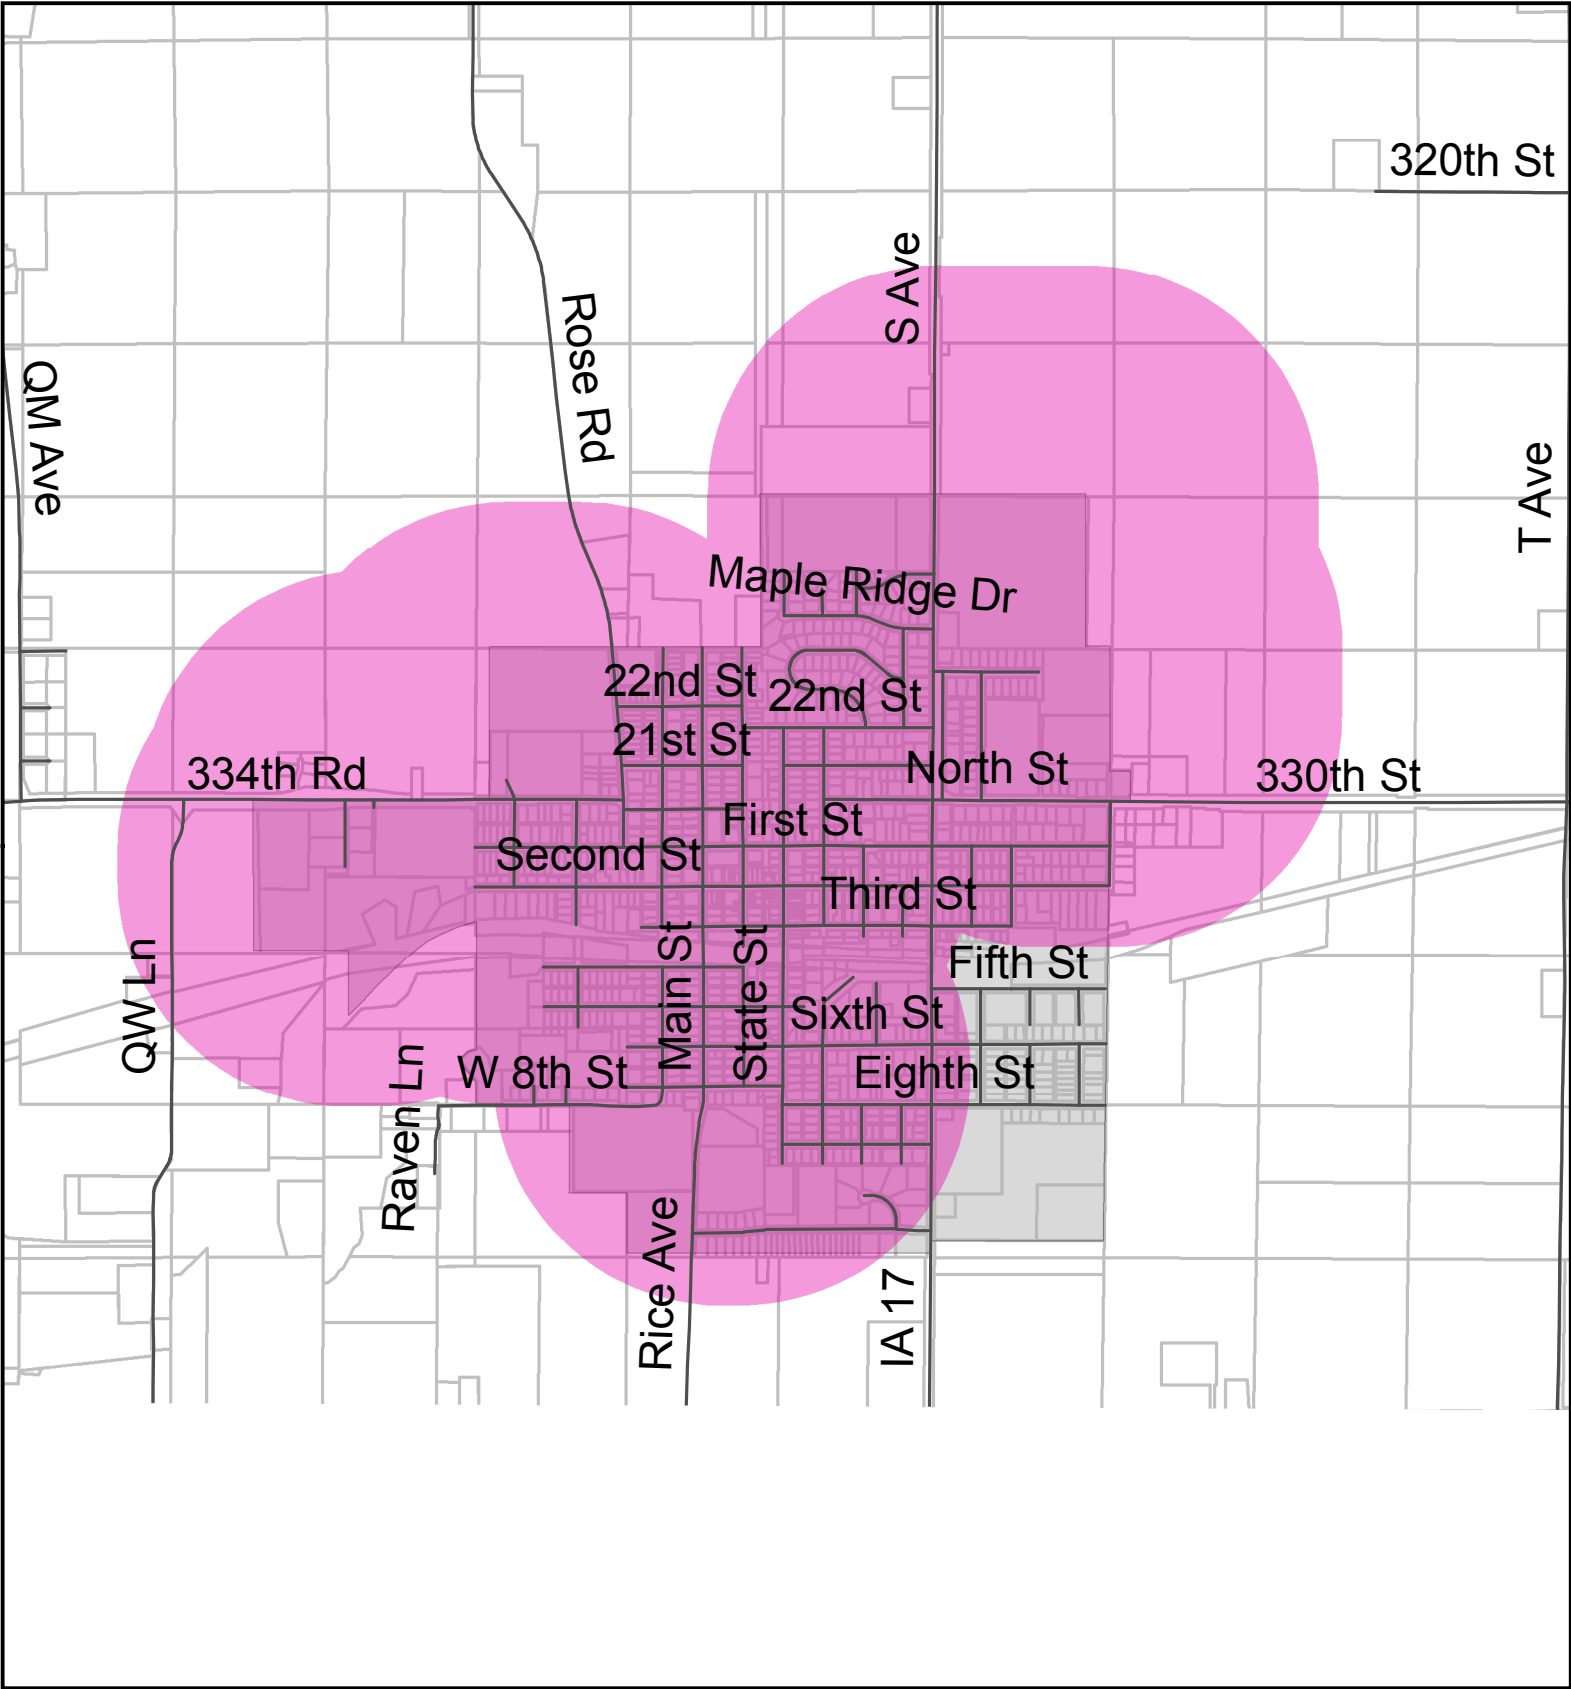 320th St
S Ave
Rose Rd
QM Ave
T Ave
Maple Ridge Dr
22nd St
22nd St
21st St
North St
334th Rd
330th St
First St
Second St
Third St
Main St
State St
Fifth St
QW Ln
Sixth St
Raven Ln
W 8th St
Eighth St
Rice Ave
IA 17